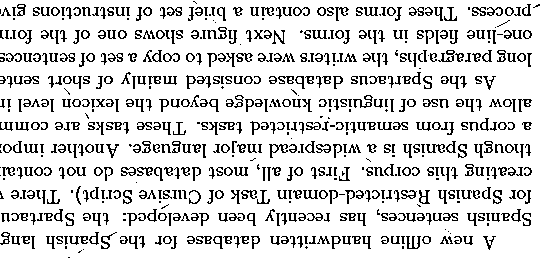 A new offline handwritten database for the Spanish lang
Spanish sentences, has recently been developed: the Spartacu
for Spanish Restricted-domain Task of Cursive Script). There
creating this corpus. First of all, most databases do not contai
though Spanish is a widespread major language. Another impo
a corpus from semantic-restricted tasks. These tasks are comm
allow the use of linguistic knowledge beyond the lexicon level i
As the Spartacus database consisted mainly of short sente
long paragraphs, the writers were asked to copy a set of sentences
one-line fields in the forms. Next figure shows one of the form
process. These forms also contain a brief set of instructions giv